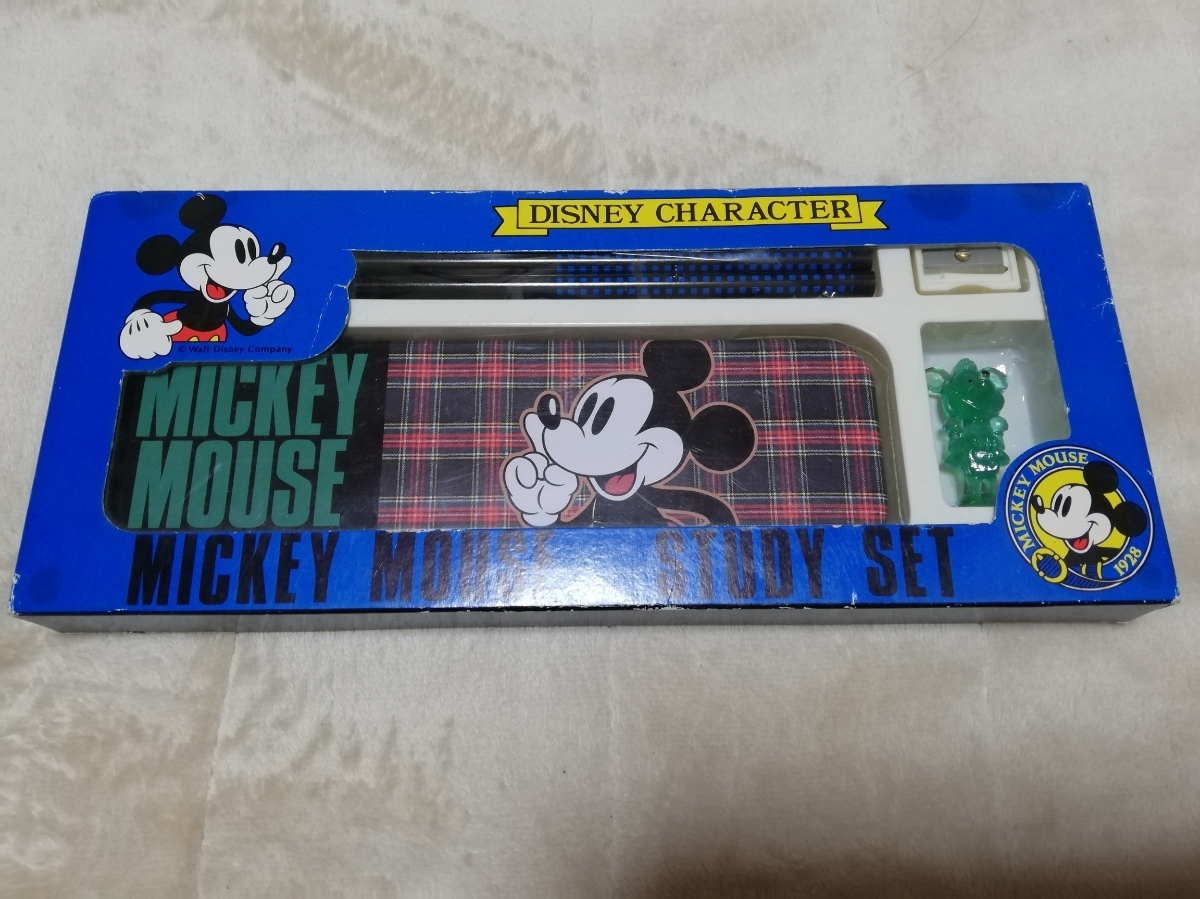 DISNEY CHARACTER
© Walt Disney Company
MICKEY
MOUSE
MICKEY MOUSE STUDY SET
MICKEY MOUSE
1928